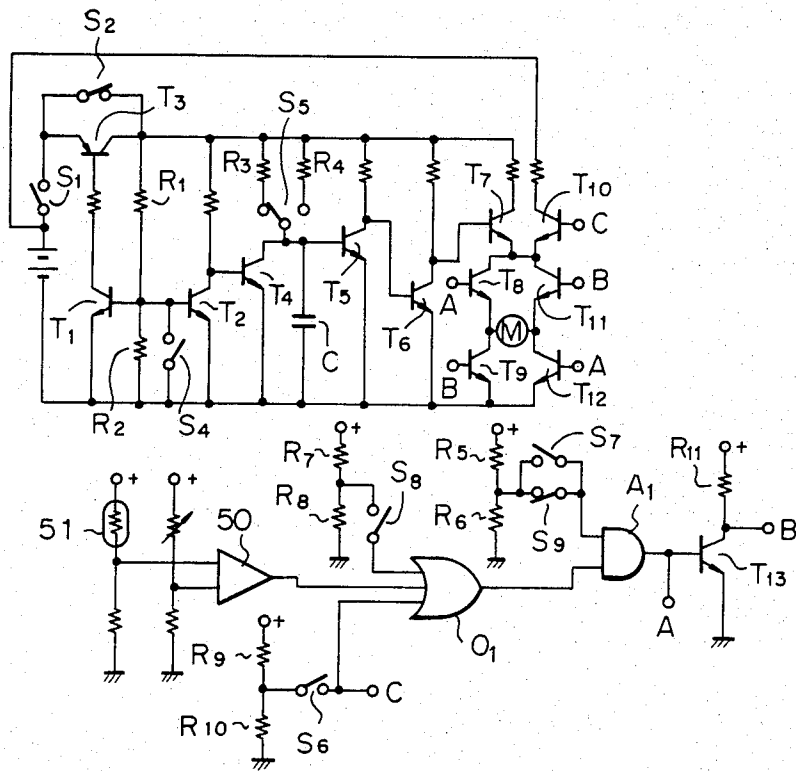 S2
T3
S5
S1
R1
R3
R4
T7
T10
C
T1
T2
T4
T5
T6
A
T8
B
T11
C
M
R2
S4
B
T9
A
T12
+
R7
R8
S8
R5
+
R6
S7
S9
A1
R11
+
B
T13
A
+
+
51
50
O1
+
R9
R10
S6
C